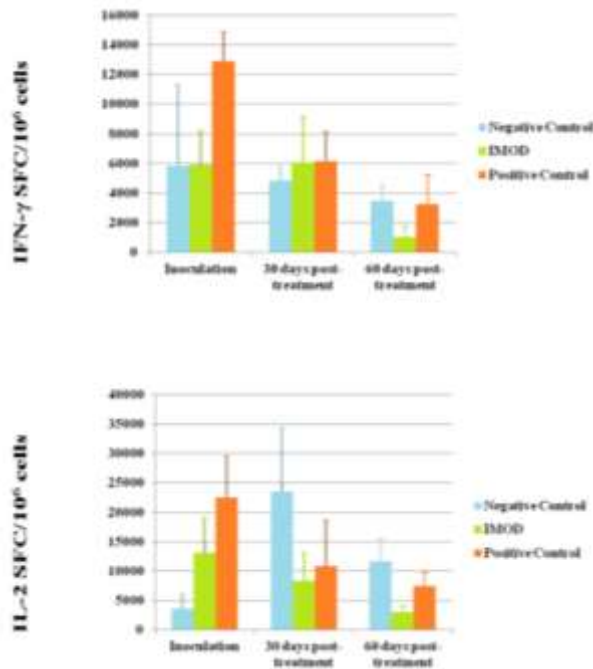 IFN-γ SFC/10⁶ cells
16000
14000
12000
10000
8000
6000
4000
2000
0
Inoculation
30 days post-
treatment
60 days post-
treatment
Negative Control
IMOD
Positive Control
IL-2 SFC/10⁶ cells
40000
35000
30000
25000
20000
15000
10000
5000
0
Inoculation
30 days post-
treatment
60 days post-
treatment
Negative Control
IMOD
Positive Control